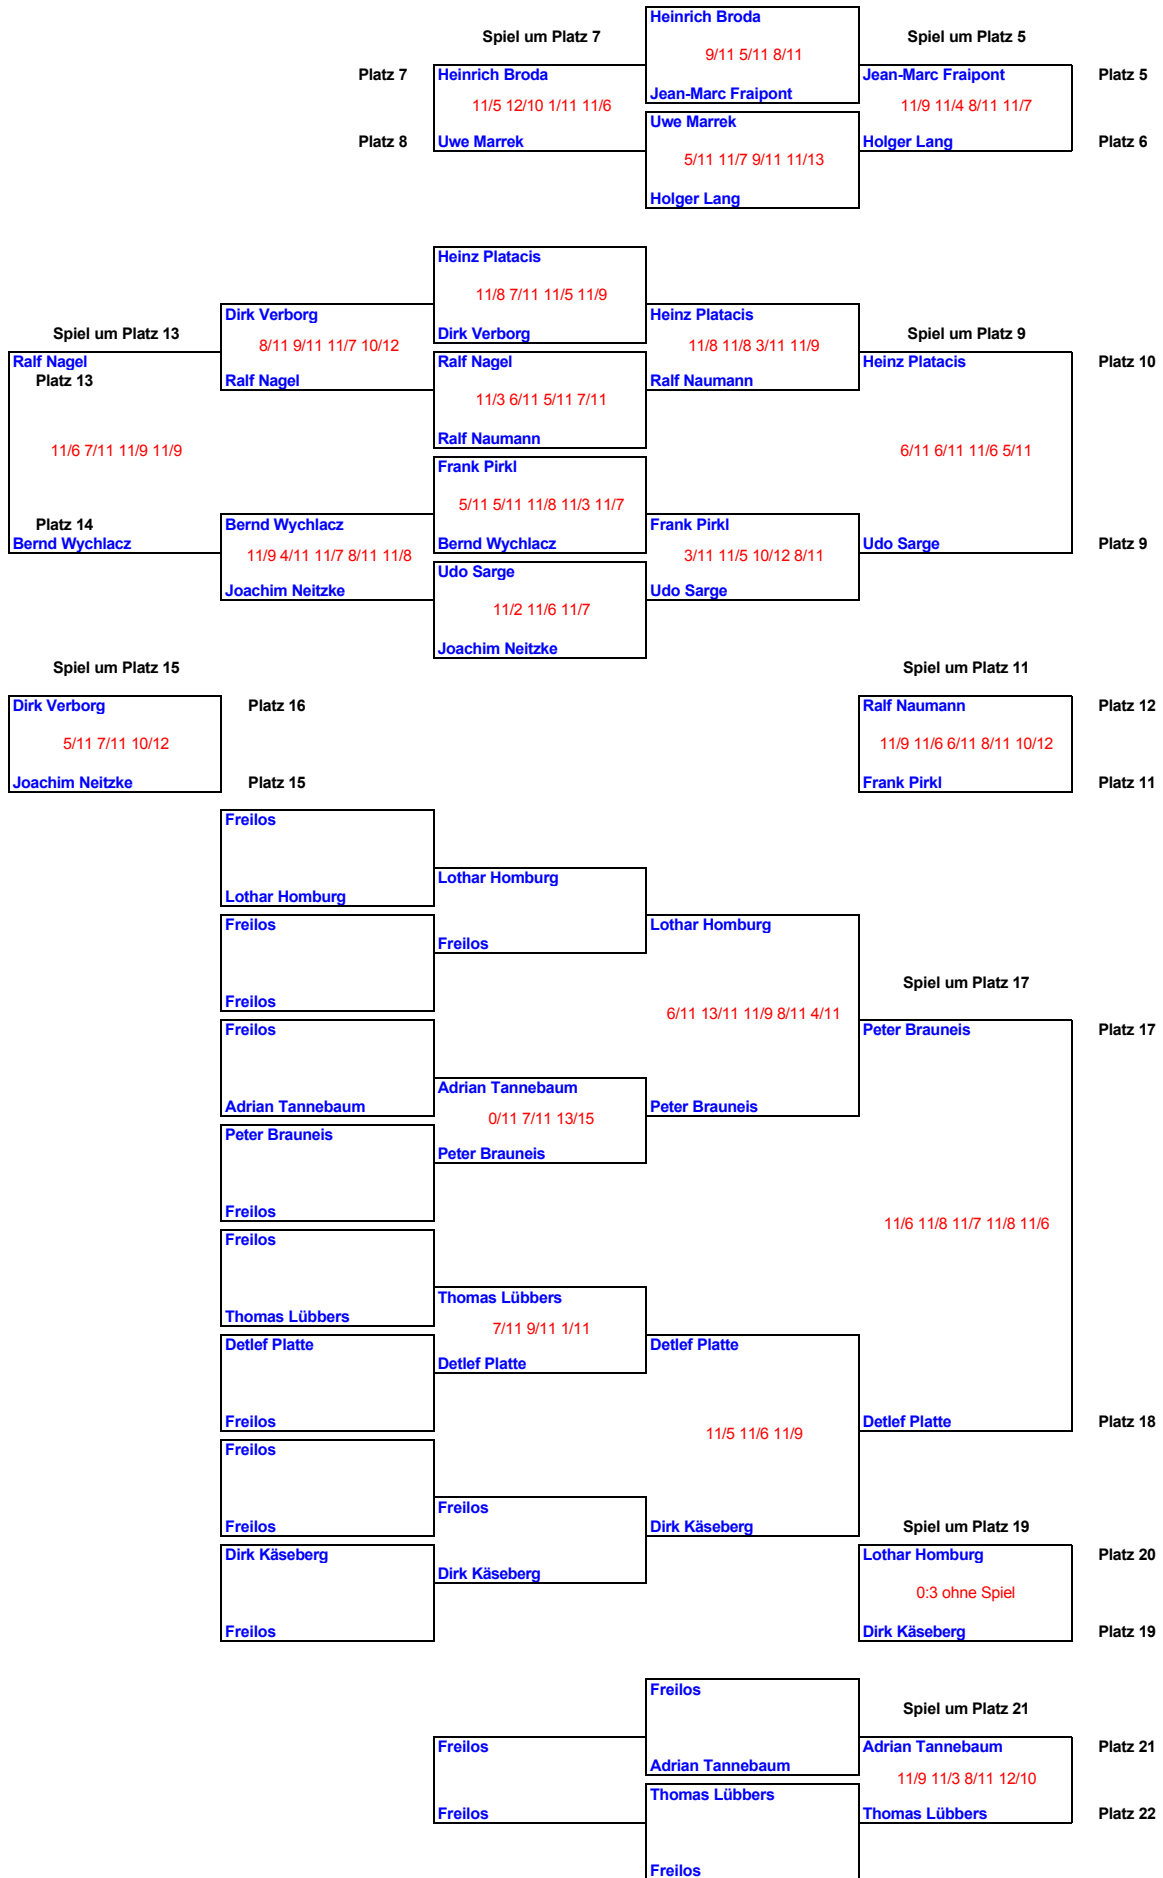 Heinrich Broda
Spiel um Platz 7
Spiel um Platz 5
9/11 5/11 8/11
Platz 7
Heinrich Broda
Jean-Marc Fraipont
Platz 5
Jean-Marc Fraipont
11/5 12/10 1/11 11/6
11/9 11/4 8/11 11/7
Uwe Marrek
Platz 8
Uwe Marrek
Holger Lang
Platz 6
5/11 11/7 9/11 11/13
Holger Lang
Heinz Platacis
11/8 7/11 11/5 11/9
Dirk Verborg
Heinz Platacis
Spiel um Platz 13
Dirk Verborg
Spiel um Platz 9
8/11 9/11 11/7 10/12
11/8 11/8 3/11 11/9
Ralf Nagel
Ralf Nagel
Heinz Platacis
Platz 10
Platz 13
Ralf Nagel
Ralf Naumann
11/3 6/11 5/11 7/11
Ralf Naumann
11/6 7/11 11/9 11/9
6/11 6/11 11/6 5/11
Frank Pirkl
5/11 5/11 11/8 11/3 11/7
Platz 14
Bernd Wychlacz
Frank Pirkl
Bernd Wychlacz
Bernd Wychlacz
Udo Sarge
Platz 9
11/9 4/11 11/7 8/11 11/8
3/11 11/5 10/12 8/11
Udo Sarge
Joachim Neitzke
Udo Sarge
11/2 11/6 11/7
Joachim Neitzke
Spiel um Platz 15
Spiel um Platz 11
Dirk Verborg
Platz 16
Ralf Naumann
Platz 12
5/11 7/11 10/12
11/9 11/6 6/11 8/11 10/12
Joachim Neitzke
Platz 15
Frank Pirkl
Platz 11
Freilos
Lothar Homburg
Lothar Homburg
Freilos
Lothar Homburg
Freilos
Spiel um Platz 17
Freilos
6/11 13/11 11/9 8/11 4/11
Freilos
Peter Brauneis
Platz 17
Adrian Tannebaum
Adrian Tannebaum
Peter Brauneis
0/11 7/11 13/15
Peter Brauneis
Peter Brauneis
Freilos
11/6 11/8 11/7 11/8 11/6
Freilos
Thomas Lübbers
Thomas Lübbers
7/11 9/11 1/11
Detlef Platte
Detlef Platte
Detlef Platte
Freilos
Detlef Platte
Platz 18
11/5 11/6 11/9
Freilos
Freilos
Freilos
Dirk Käseberg
Spiel um Platz 19
Dirk Käseberg
Lothar Homburg
Platz 20
Dirk Käseberg
0:3 ohne Spiel
Freilos
Dirk Käseberg
Platz 19
Freilos
Spiel um Platz 21
Freilos
Adrian Tannebaum
Platz 21
Adrian Tannebaum
11/9 11/3 8/11 12/10
Thomas Lübbers
Freilos
Thomas Lübbers
Platz 22
Freilos